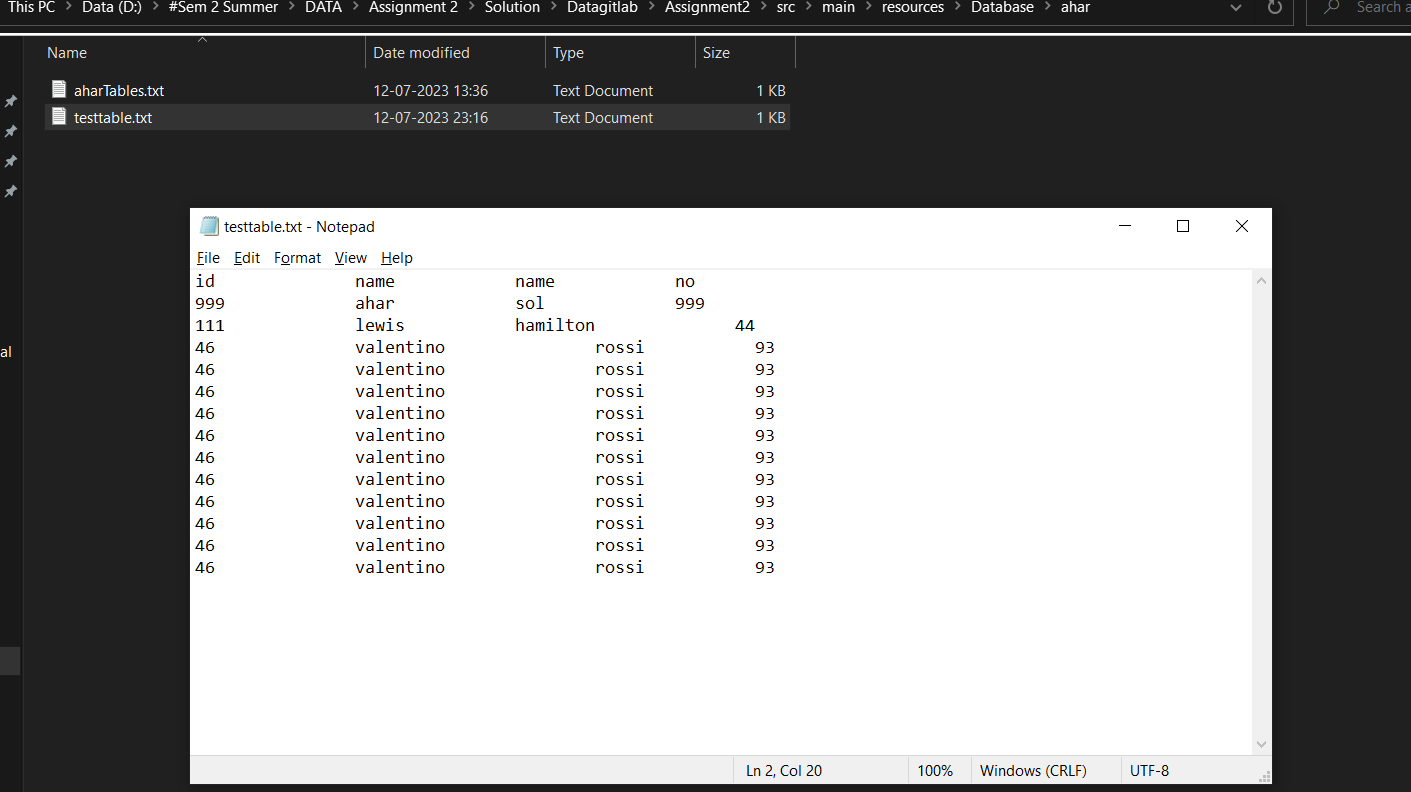 This PC > Data (D:) > #Sem 2 Summer > DATA > Assignment 2 > Solution > Datagitlab > Assignment2 > src > main > resources > Database > ahar
Search a
Name Date modified Type Size
aharTables.txt 12-07-2023 13:36 Text Document 1 KB
testtable.txt 12-07-2023 23:16 Text Document 1 KB
testtable.txt - Notepad
File Edit Format View Help
id name name no
999 ahar sol 999
111 lewis hamilton 44
46 valentino rossi 93
46 valentino rossi 93
46 valentino rossi 93
al
46 valentino rossi 93
46 valentino rossi 93
46 valentino rossi 93
46 valentino rossi 93
46 valentino rossi 93
46 valentino rossi 93
46 valentino rossi 93
46 valentino rossi 93
Ln 2, Col 20 100% Windows (CRLF) UTF-8